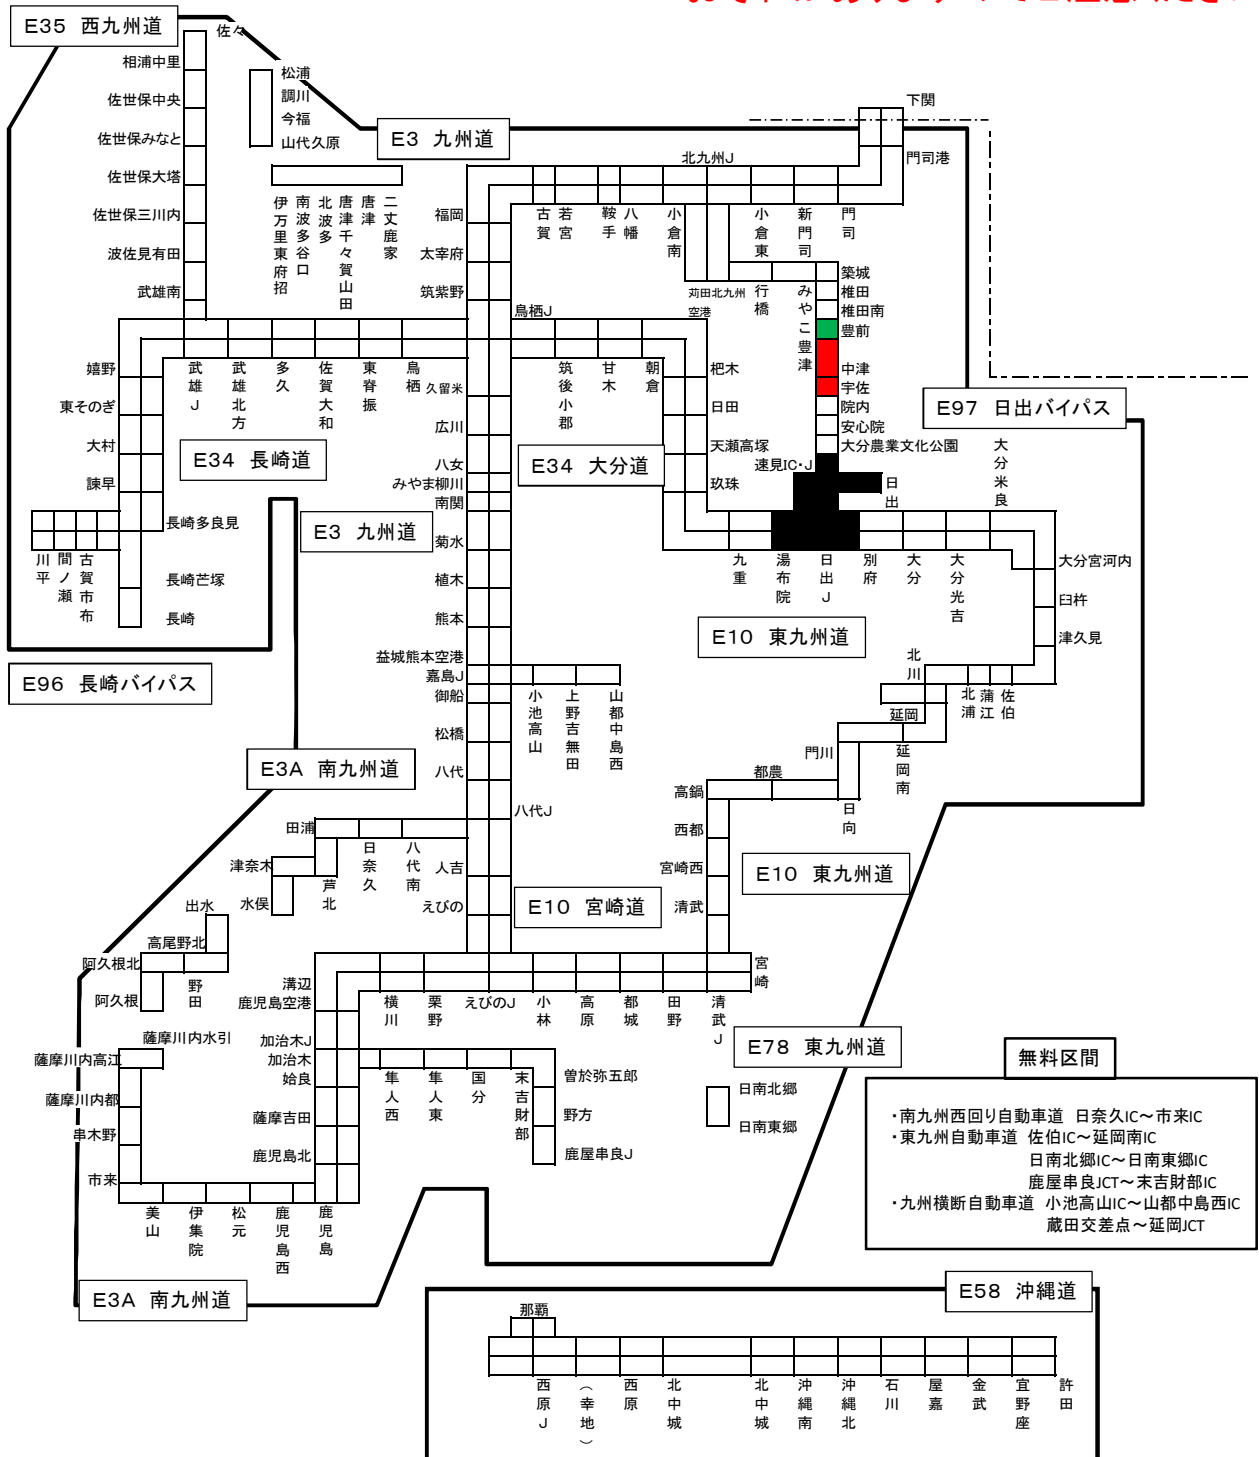 E35 西九州道
佐々
相浦中里
佐世保中央
佐世保みなと
佐世保大塔
佐世保三川内
波佐見有田
武雄南
松浦
調川
今福
山代久原
伊万里東府招
南波多谷口
北波多
唐津千々賀山田
唐津
二丈鹿家
E3 九州道
下関
門司港
北九州J
古賀
若宮
鞍手
八幡
小倉南
小倉東
新門司
門司
福岡
太宰府
筑紫野
鳥栖J
苅田北九州
空港
行橋
みやこ豊津
築城
椎田
椎田南
豊前
中津
宇佐
院内
安心院
大分農業文化公園
速見IC・J
日出
E97 日出バイパス
嬉野
東そのぎ
大村
諫早
長崎多良見
長崎芒塚
長崎
川平
間ノ瀬
古賀市布
武雄J
武雄北方
多久
佐賀大和
東脊振
鳥栖
久留米
広川
八女
みやま柳川
南関
菊水
植木
熊本
益城熊本空港
嘉島J
御船
松橋
八代
八代J
人吉
えびの
E34 長崎道
E34 大分道
E3 九州道
筑後小郡
甘木
朝倉
杷木
日田
天瀬高塚
玖珠
九重
湯布院
日出J
別府
大分
大分光吉
大分米良
大分宮河内
臼杵
津久見
佐伯
蒲江
北浦
北川
延岡
延岡南
門川
日向
都農
高鍋
西都
宮崎西
清武
E10 東九州道
E96 長崎バイパス
小池高山
上野吉無田
山都中島西
E3A 南九州道
田浦
日奈久
八代南
津奈木
芦北
水俣
出水
高尾野北
阿久根北
野田
阿久根
E10 宮崎道
E10 東九州道
宮崎
溝辺
鹿児島空港
横川
栗野
えびのJ
小林
高原
都城
田野
清武J
加治木J
加治木
姶良
薩摩吉田
鹿児島北
薩摩川内水引
薩摩川内高江
薩摩川内都
串木野
市来
美山
伊集院
松元
鹿児島西
鹿児島
隼人西
隼人東
国分
末吉財部
曽於弥五郎
野方
鹿屋串良J
E78 東九州道
日南北郷
日南東郷
無料区間
・南九州西回り自動車道 日奈久IC~市来IC
・東九州自動車道 佐伯IC~延岡南IC
日南北郷IC~日南東郷IC
鹿屋串良JCT~末吉財部IC
・九州横断自動車道 小池高山IC~山都中島西IC
蔵田交差点~延岡JCT
E3A 南九州道
E58 沖縄道
那覇
西原J
(幸地)
西原
北中城
北中城
沖縄南
沖縄北
石川
屋嘉
金武
宜野座
許田